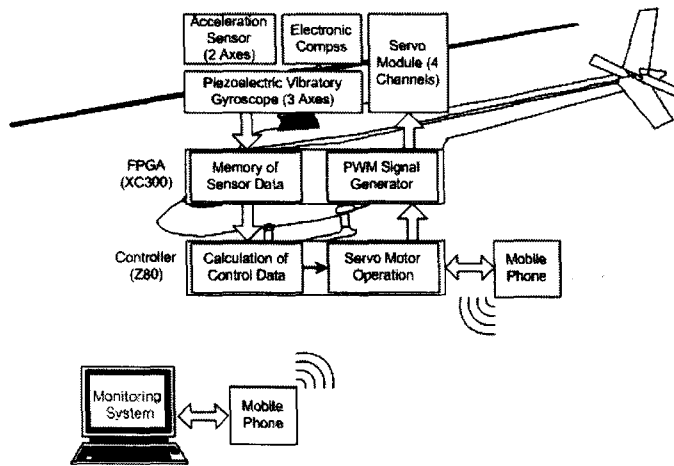 Acceleration
Sensor
(2 Axes)
Electronic
Compss
Servo
Module (4
Channels)
Piezoelectric Vibratory
Gyroscope (3 Axes)
FPGA
(XC300)
Memory of
Sensor Data
PWM Signal
Generator
Controller
(Z80)
Calculation of
Control Data
Servo Motor
Operation
Mobile
Phone
Monitoring
System
Mobile
Phone